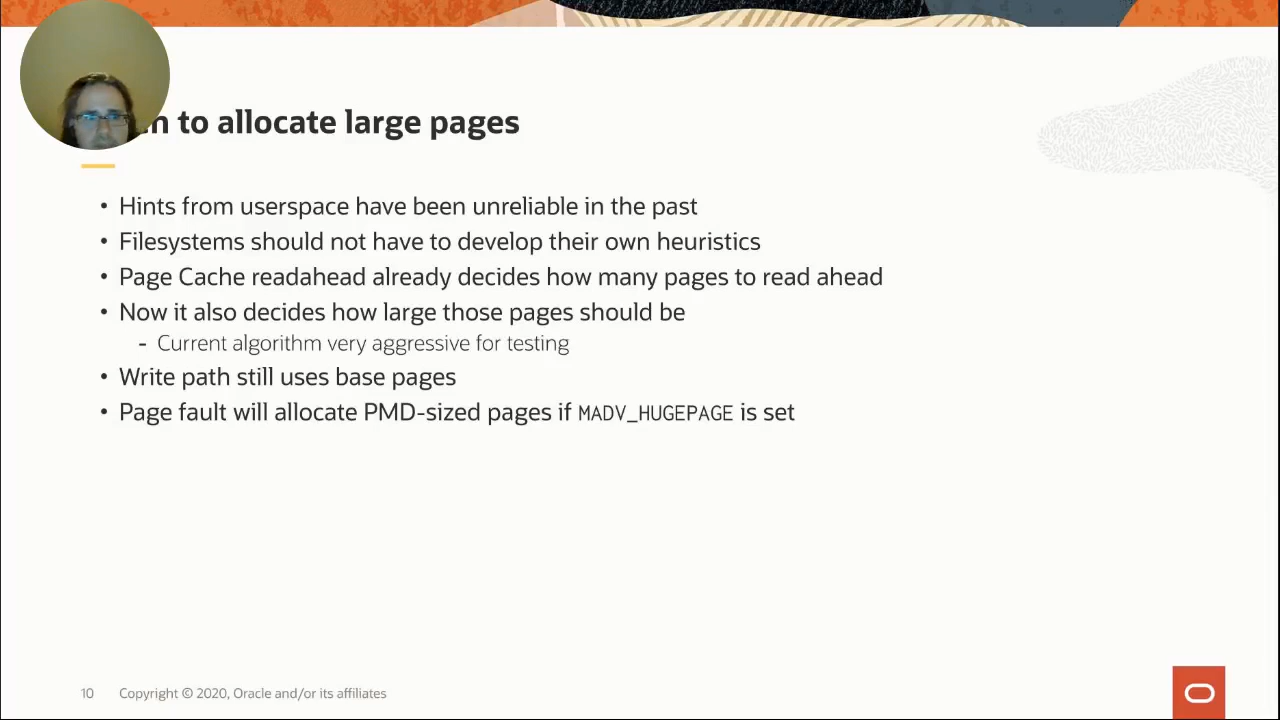 to allocate large pages
• Hints from userspace have been unreliable in the past
• Filesystems should not have to develop their own heuristics
• Page Cache readahead already decides how many pages to read ahead
• Now it also decides how large those pages should be
- Current algorithm very aggressive for testing
• Write path still uses base pages
• Page fault will allocate PMD-sized pages if MADV_HUGEPAGE is set
10 Copyright © 2020, Oracle and/or its affiliates